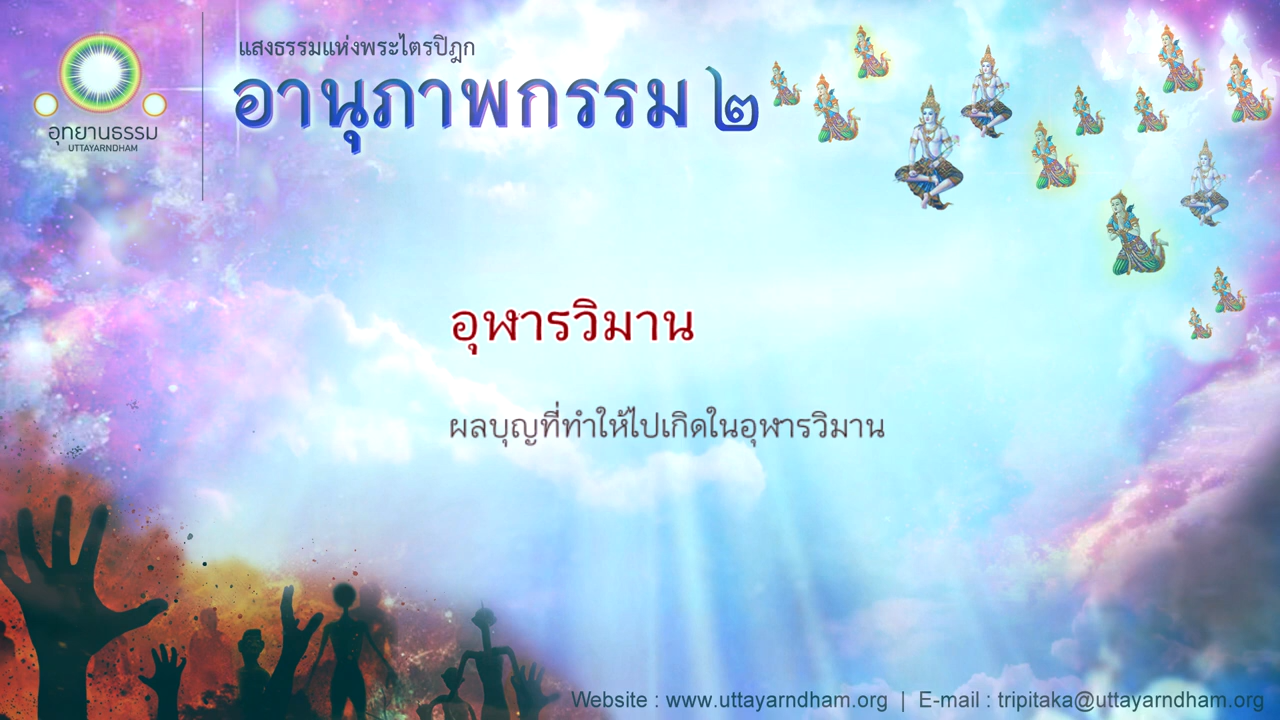 แสงธรรมแห่งพระไตรปิฎก
อานุภาพกรรม ๒
อุทยานธรรม
UTTAYARNDHAM
อุฬารวิมาน
ผลบุญที่ทำให้ไปเกิดในอุฬารวิมาน
Website : www.uttayarndham.org | E-mail : tripitaka@uttayarndham.org